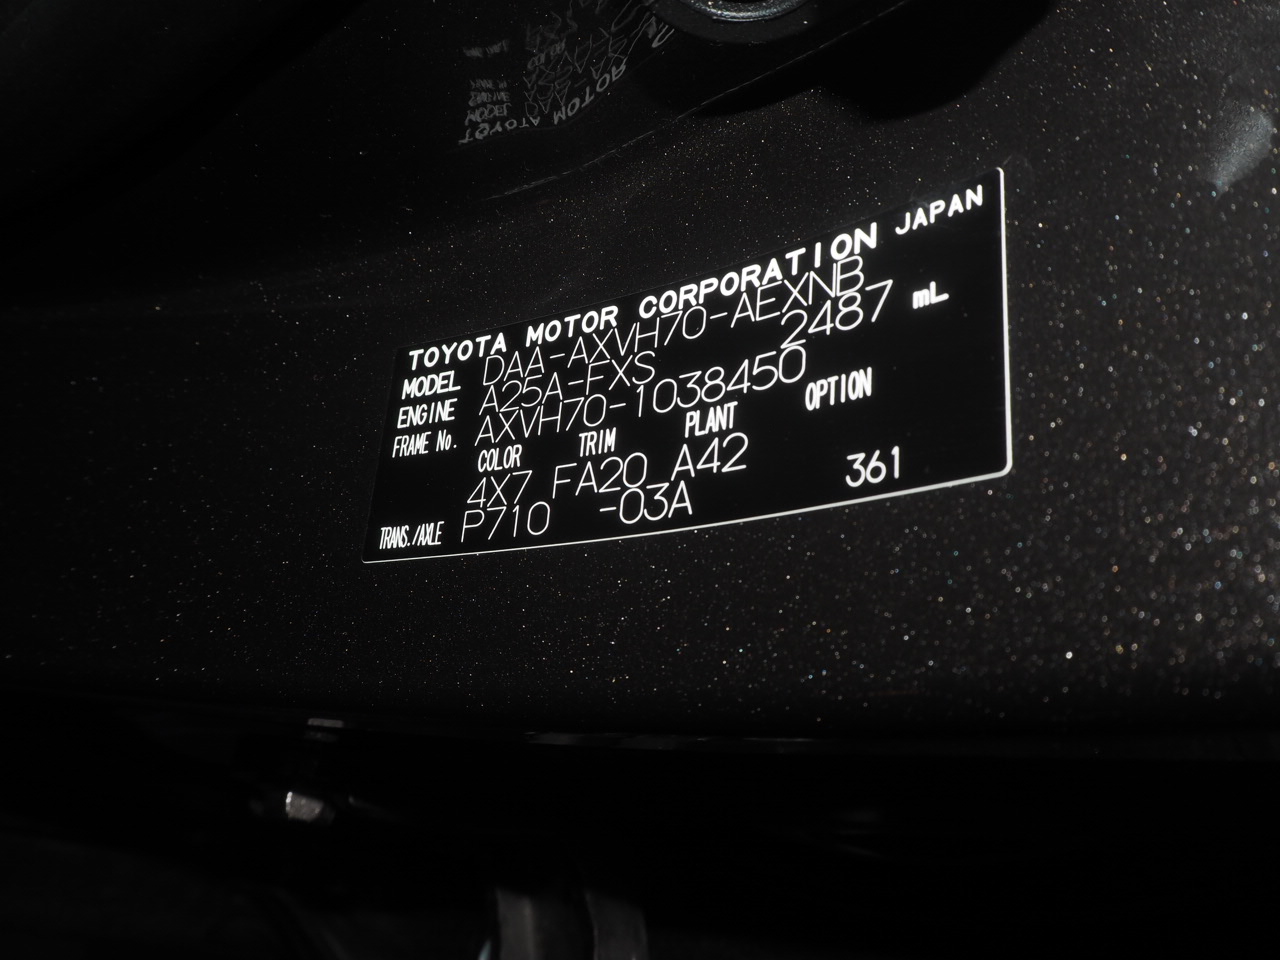 TOYOTA MOTOR CORPORATION JAPAN
MODEL DAA-AXVH70-AEXNB
ENGINE A25A-FXS 2487 mL
FRAME No. AXVH70-1038450
COLOR TRIM PLANT OPTION
4X7 FA20 A42
TRANS./AXLE P710 -03A 361